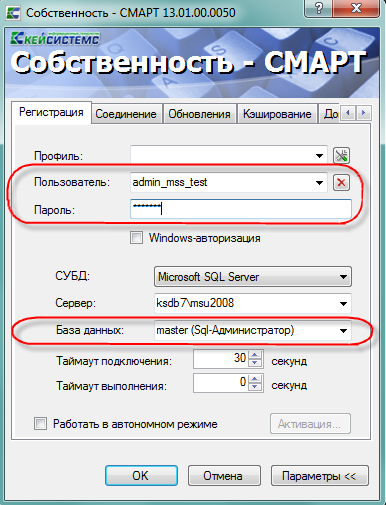 Собственность - СМАРТ 13.01.00.0050
КЕЙСИСТЕМС
Собственность - СМАРТ
Регистрация Соединение Обновления Кэширование До
Профиль:
Пользователь: admin_mss_test
Пароль: *******
Windows-авторизация
СУБД: Microsoft SQL Server
Сервер: ksdb7\msu2008
База данных: master (Sql-Администратор)
Таймаут подключения: 30 секунд
Таймаут выполнения: 0 секунд
Работать в автономном режиме Активация...
OK Отмена Параметры <<